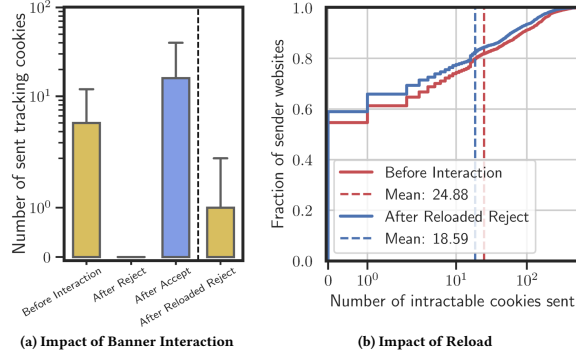 Number of sent tracking cookies
10²
10¹
10⁰
0
Before Interaction
After Reject
After Accept
After Reloaded Reject
(a) Impact of Banner Interaction
Fraction of sender websites
1.0
0.8
0.6
0.4
0.2
0.0
Before Interaction
Mean: 24.88
After Reloaded Reject
Mean: 18.59
0
10⁰
10¹
10²
Number of intractable cookies sent
(b) Impact of Reload